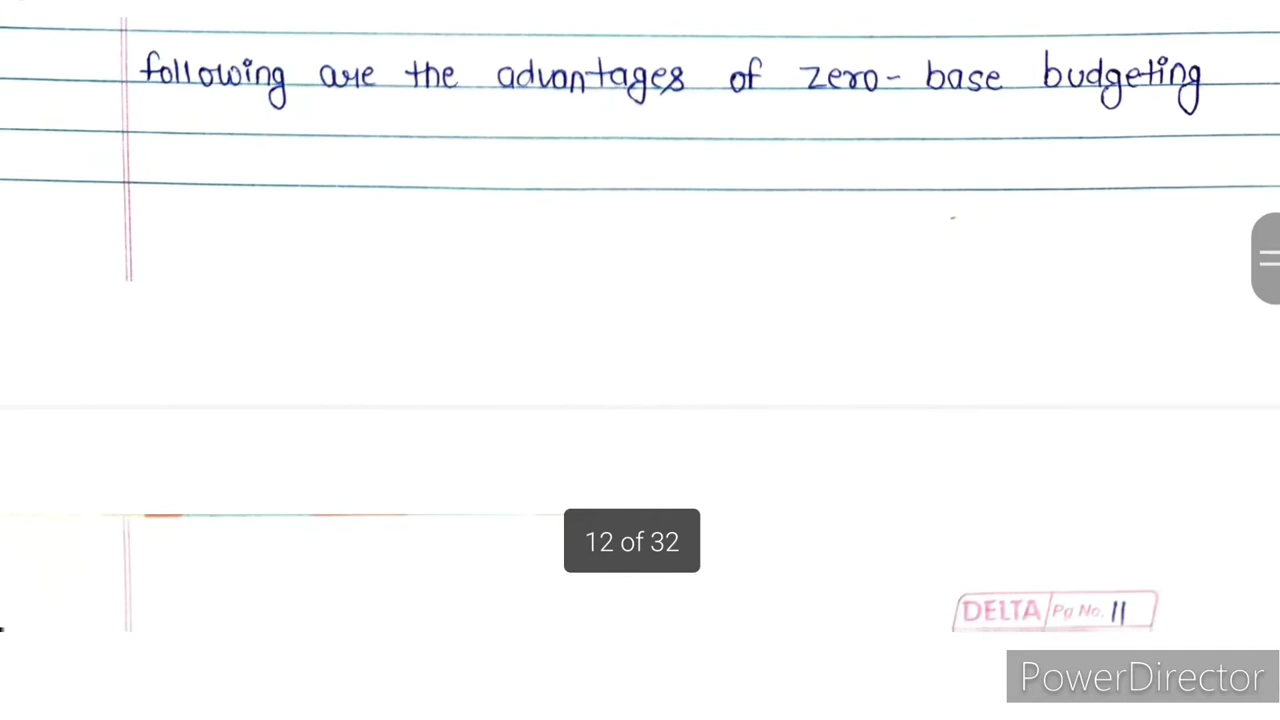 following are the advantages of zero-base budgeting
12 of 32
DELTA Pg No. 11
PowerDirector